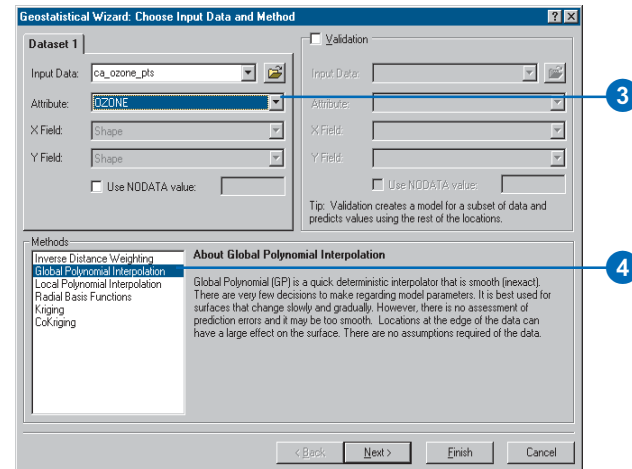 Geostatistical Wizard: Choose Input Data and Method
Dataset 1
Input Data: ca_ozone_pts
Attribute: OZONE
X Field: Shape
Y Field: Shape
Use NODATA value:
Validation
Input Data:
Attribute:
X Field:
Y Field:
Use NODATA value:
Tip: Validation creates a model for a subset of data and
predicts values using the rest of the locations.
3
Methods
Inverse Distance Weighting
Global Polynomial Interpolation
Local Polynomial Interpolation
Radial Basis Functions
Kriging
CoKriging
About Global Polynomial Interpolation
Global Polynomial (GP) is a quick deterministic interpolator that is smooth (inexact).
There are very few decisions to make regarding model parameters. It is best used for
surfaces that change slowly and gradually. However, there is no assessment of
prediction errors and it may be too smooth. Locations at the edge of the data can
have a large effect on the surface. There are no assumptions required of the data.
4
< Back
Next >
Finish
Cancel